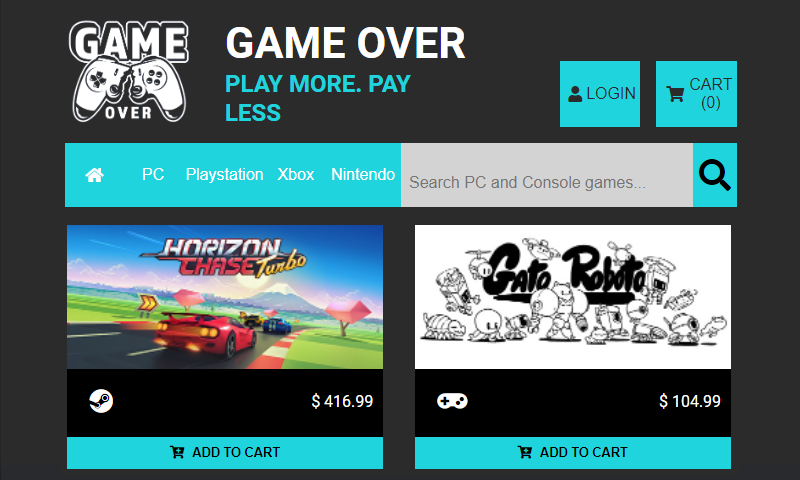 GAME
OVER
GAME OVER
PLAY MORE. PAY
LESS
LOGIN
CART
(0)
PC Playstation Xbox Nintendo
Search PC and Console games...
HORIZON
CHASE Turbo
Gato Roboto
$ 416.99
$ 104.99
ADD TO CART
ADD TO CART